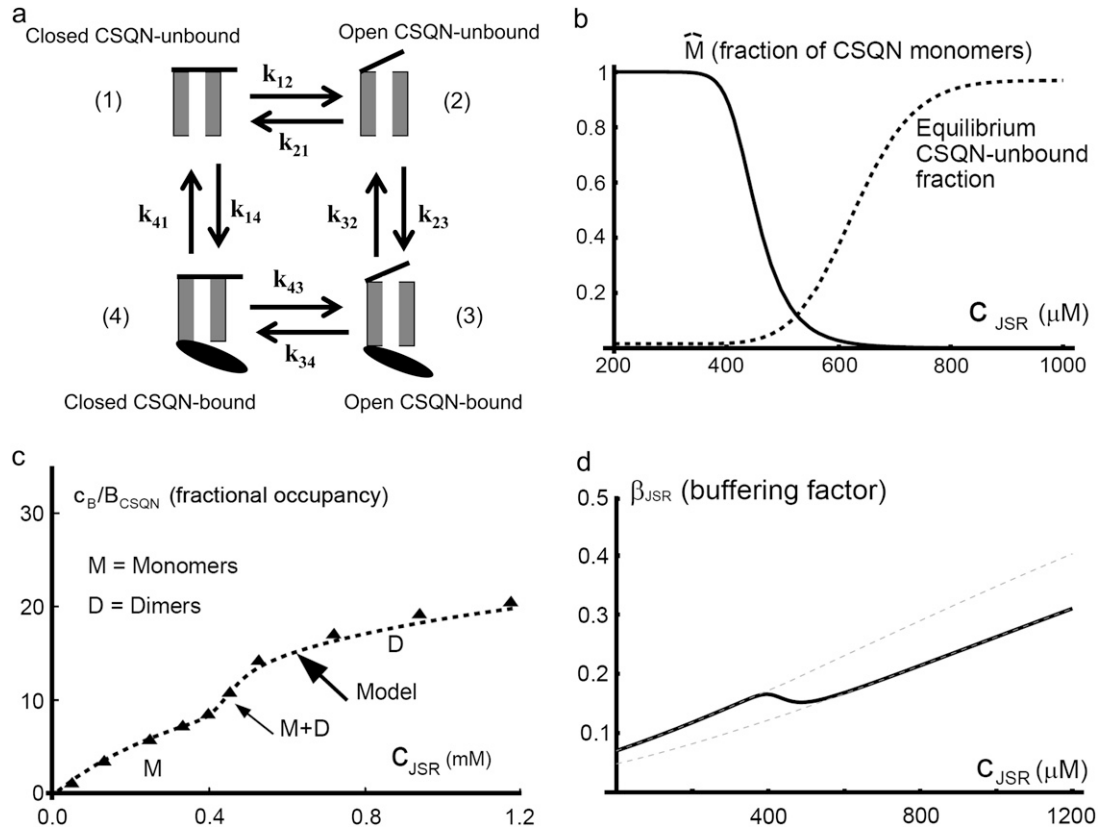 a
Closed CSQN-unbound
Open CSQN-unbound
(1)
k12
(2)
k21
k41
k14
k32
k23
(4)
k43
(3)
k34
Closed CSQN-bound
Open CSQN-bound
b
M̂ (fraction of CSQN monomers)
1
0.8
0.6
0.4
0.2
Equilibrium
CSQN-unbound
fraction
C JSR (µM)
200
400
600
800
1000
c
cB/BCSQN (fractional occupancy)
30
20
10
0
M = Monomers
D = Dimers
D
Model
M+D
M
CJSR (mM)
0.0
0.4
0.8
1.2
d
βJSR (buffering factor)
0.5
0.4
0.3
0.2
0.1
CJSR (µM)
400
800
1200